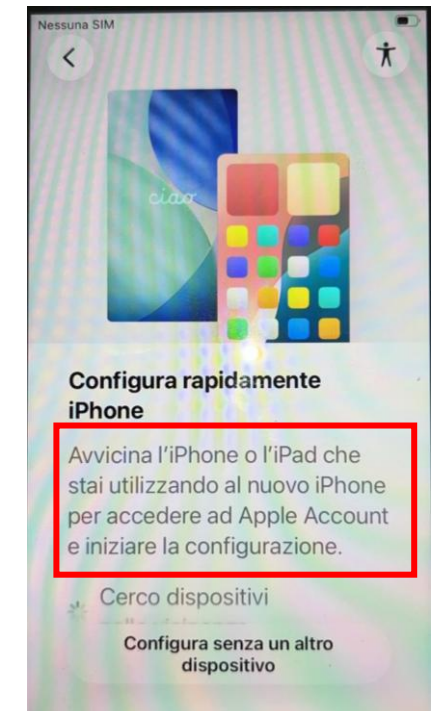 Nessuna SIM
ciao
Configura rapidamente
iPhone
Avvicina l'iPhone o l'iPad che
stai utilizzando al nuovo iPhone
per accedere ad Apple Account
e iniziare la configurazione.
Cerco dispositivi
Configura senza un altro
dispositivo